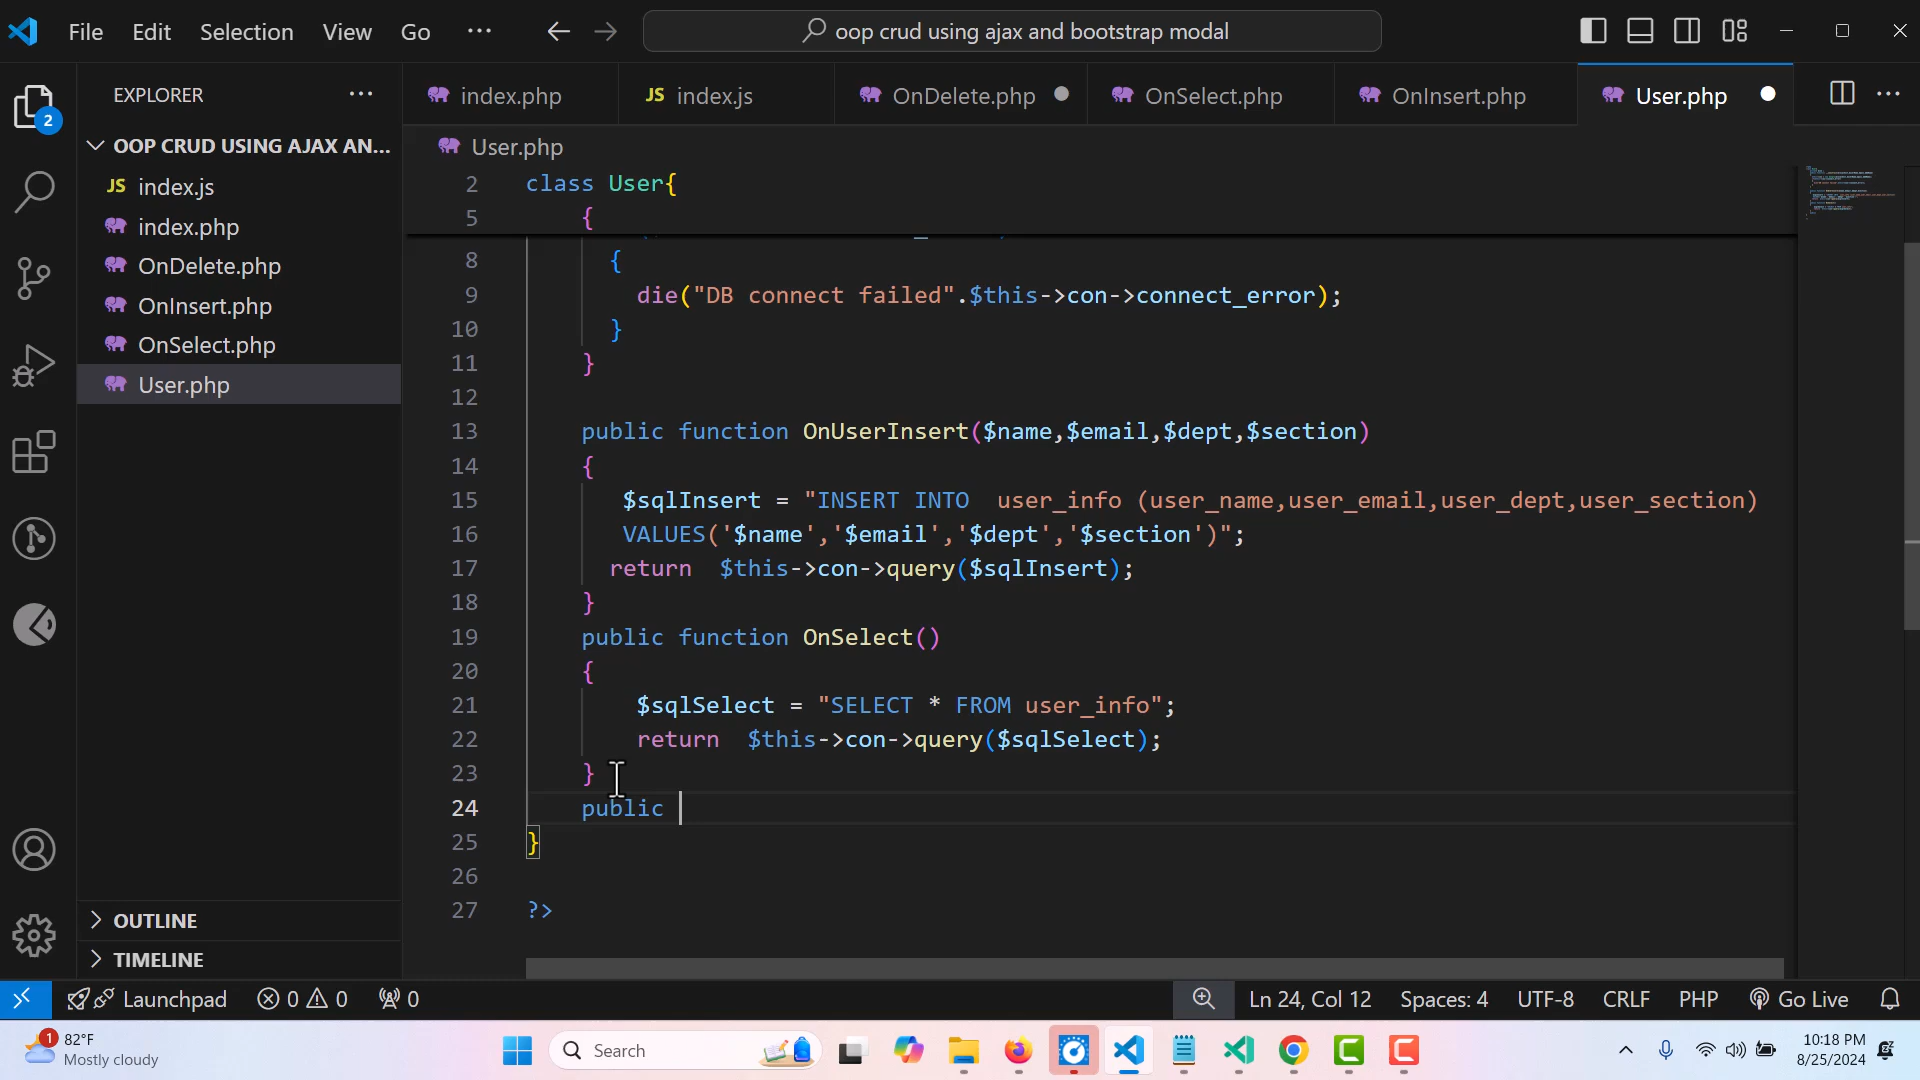 File Edit Selection View Go ···
oop crud using ajax and bootstrap modal
EXPLORER ···
index.php
JS index.js
OnDelete.php
OnSelect.php
OnInsert.php
User.php
···
2
OOP CRUD USING AJAX AN...
JS index.js
index.php
OnDelete.php
OnInsert.php
OnSelect.php
User.php
OUTLINE
TIMELINE
User.php
2 class User{
5 {
8 {
9 die("DB connect failed".$this->con->connect_error);
10 }
11 }
12
13 public function OnUserInsert($name,$email,$dept,$section)
14 {
15 $sqlInsert = "INSERT INTO  user_info (user_name,user_email,user_dept,user_section)
16 VALUES('$name','$email','$dept','$section')";
17 return  $this->con->query($sqlInsert);
18 }
19 public function OnSelect()
20 {
21 $sqlSelect = "SELECT * FROM user_info";
22 return  $this->con->query($sqlSelect);
23 }
24 public
25 }
26
27 ?>
Launchpad 0 0 0 Ln 24, Col 12 Spaces: 4 UTF-8 CRLF PHP Go Live
1 82°F
Mostly cloudy
Search
10:18 PM
8/25/2024